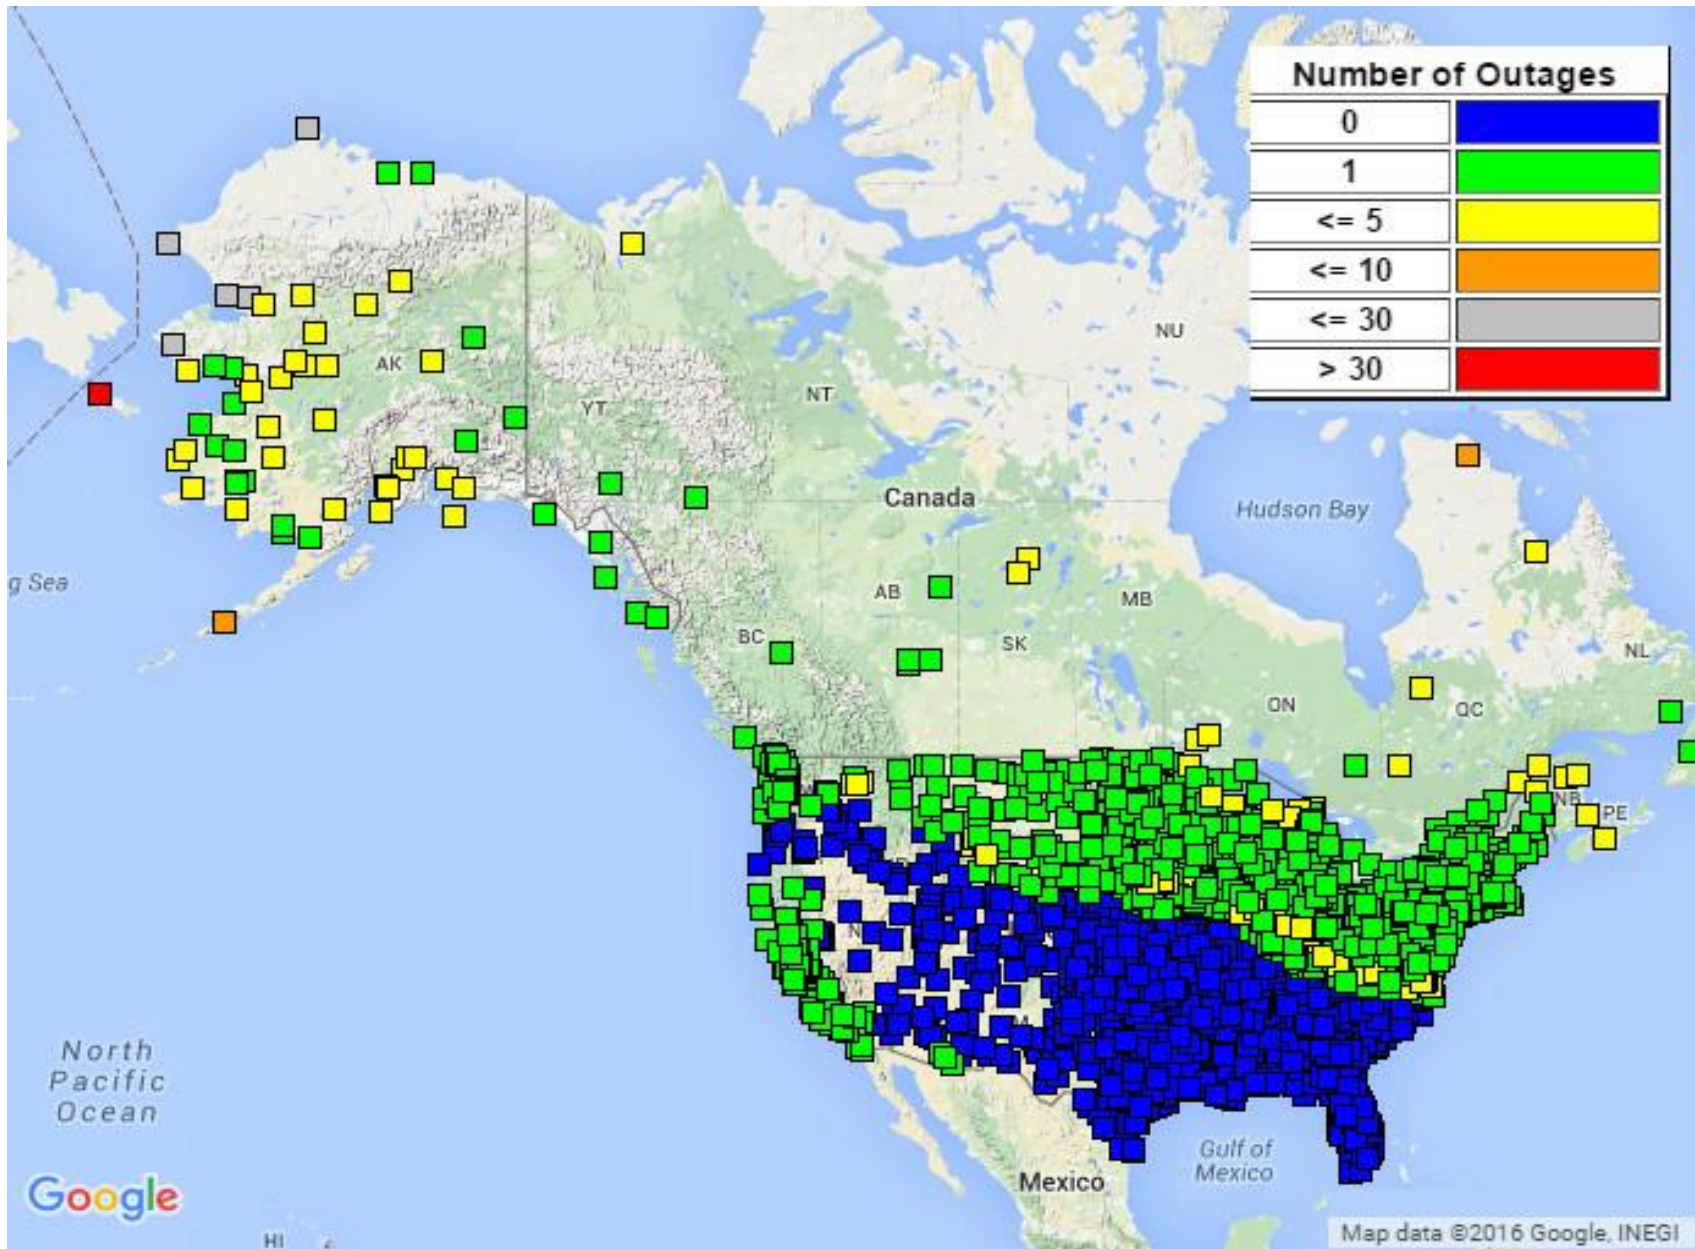 Number of Outages
0
1
<= 5
<= 10
<= 30
> 30
NU
AK
NT
YT
Canada
Hudson Bay
g Sea
AB
MB
BC
SK
NL
ON
QC
NB
PE
North
Pacific
Ocean
Gulf of
Mexico
Mexico
Google
HI
Map data ©2016 Google, INEGI